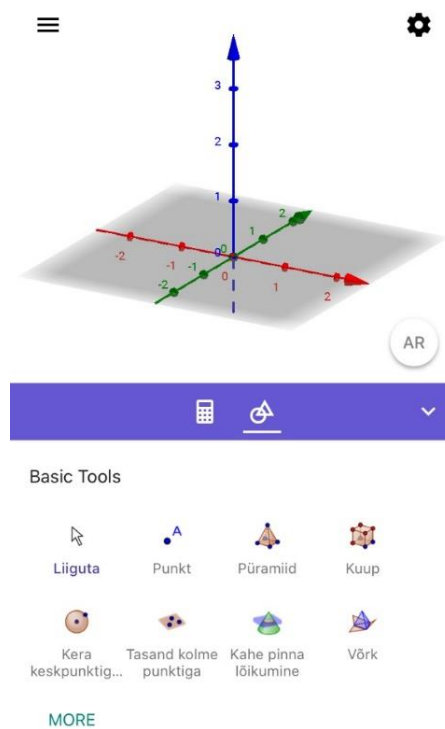 3
2
1
0
2
1
0
-1
-2
-2
-1
0
1
2
AR
Basic Tools
Liiguta
Punkt
Püramiid
Kuup
Kera
keskpunktig...
Tasand kolme
punktiga
Kahe pinna
lõikumine
Võrk
MORE